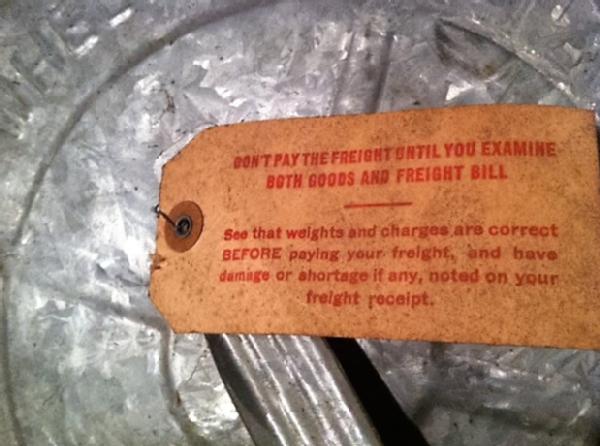 DON'T PAY THE FREIGHT UNTIL YOU EXAMINE
BOTH GOODS AND FREIGHT BILL
See that weights and charges are correct
BEFORE paying your freight, and have
damage or shortage if any, noted on your
freight receipt.